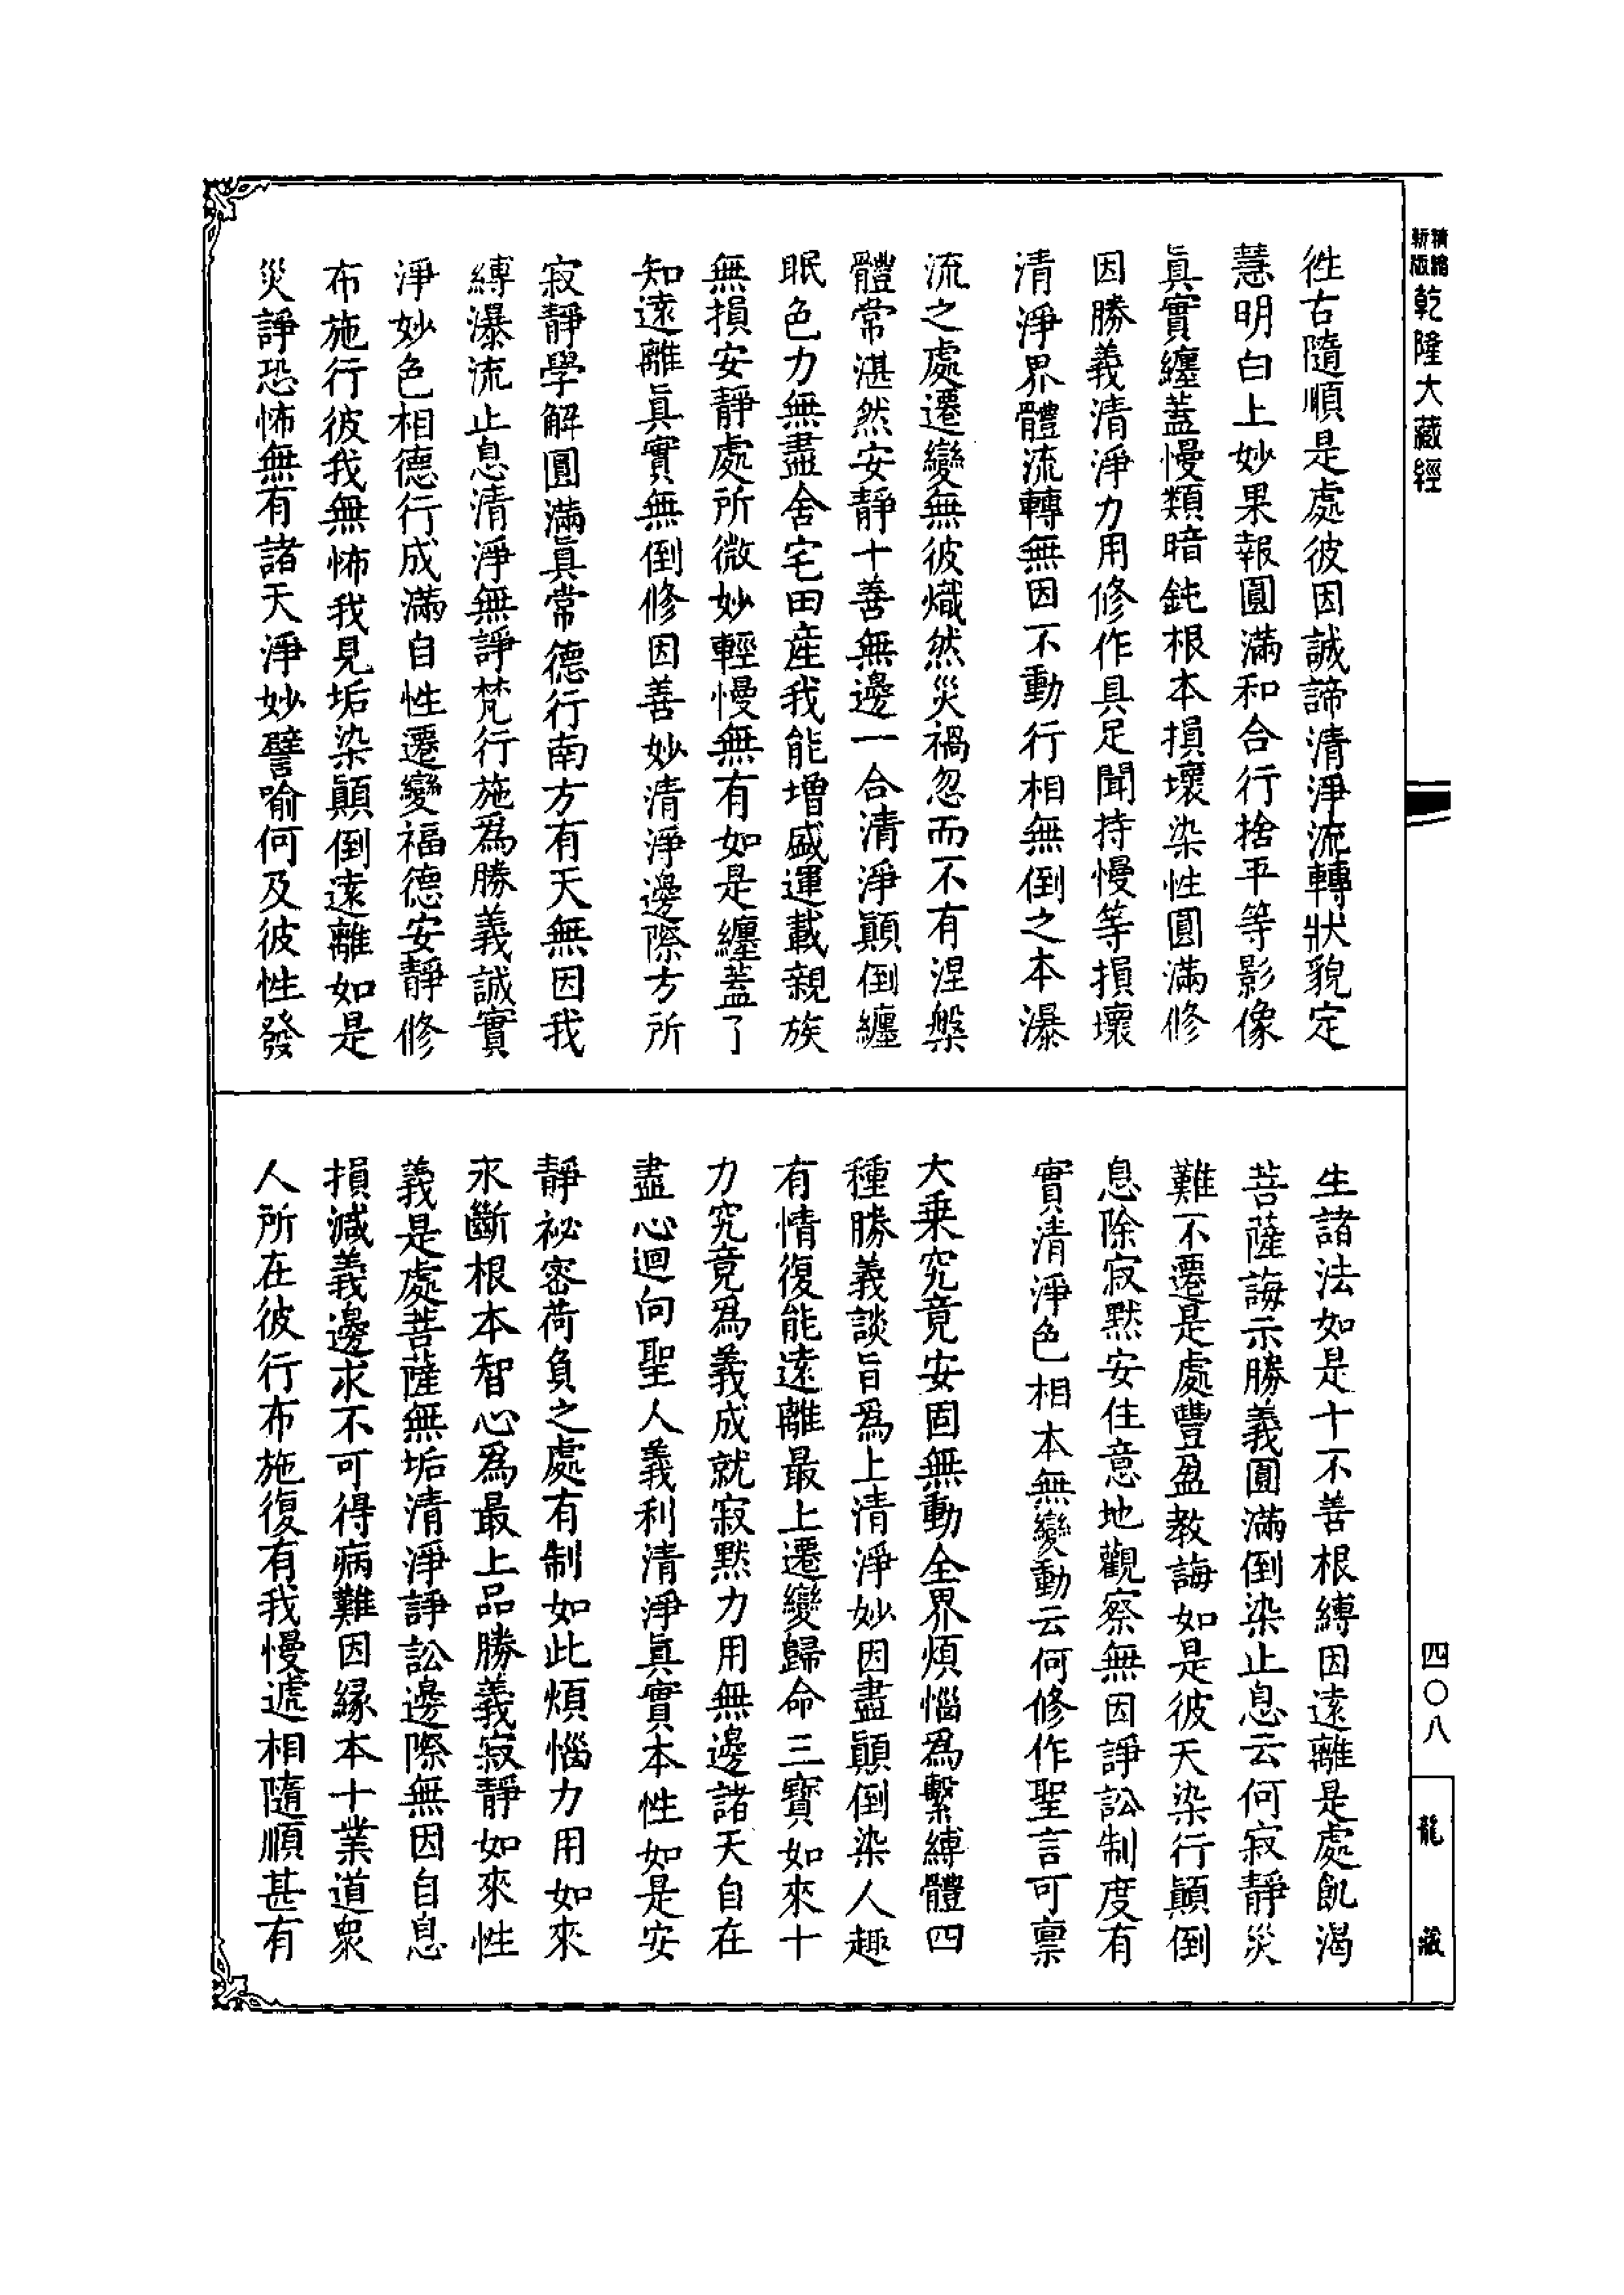 精縮新版乾隆大藏經
徃古隨順是處彼因誠諦清淨流轉狀貌定
慧明白上妙果報圓滿和合行捨平等影像
眞實纏蓋慢類暗鈍根本損壞染性圓滿修
因勝義清淨力用修作具足聞持慢等損壞
清淨界體流轉無因不動行相無倒之本瀑
流之處遷變無彼熾然災禍忽而不有涅槃
體常湛然安靜十善無邊一合清淨顚倒纏
眠色力無盡舍宅田産我能增盛運載親族
無損安靜處所微妙輕慢無有如是纏蓋了
知遠離眞實無倒修因善妙清淨邊際方所
寂靜學解圓滿眞常德行南方有天無因我
縛瀑流止息清淨無諍梵行施爲勝義誠實
淨妙色相德行成滿自性遷變福德安靜修
布施行彼我無怖我見垢染顚倒遠離如是
災諍恐怖無有諸天淨妙譬喻何及彼性發
生諸法如是十不善根縛因遠離是處飢渴
菩薩誨示勝義圓滿倒染止息云何寂靜災
難不遷是處豐盈教誨如是彼天染行顚倒
息除寂默安住意地觀察無因諍訟制度有
實清淨色相本無變動云何修作聖言可稟
大乗究竟安固無動全界煩惱爲繫縛體四
種勝義談旨爲上清淨妙因盡顚倒染人趣
有情復能遠離最上遷變歸命三寳如來十
力究竟爲義成就寂默力用無邊諸天自在
盡心迴向聖人義利清淨眞實本性如是安
靜祕密荷負之處有制如此煩惱力用如來
永斷根本智心爲最上品勝義寂靜如來性
義是處菩薩無垢清淨諍訟邊際無因自息
損減義邊求不可得病難因緣本十業道衆
人所在彼行布施復有我慢遞相隨順甚有
四〇八
龍藏